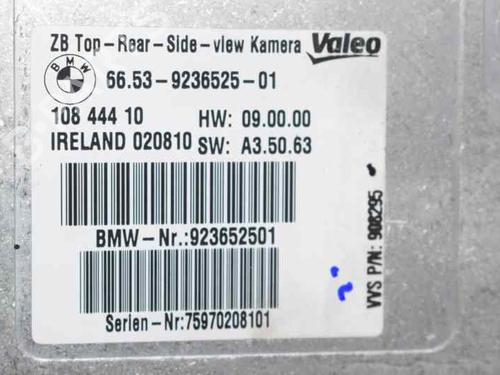 ZB Top-Rear-Side-view Kamera Valeo
BMW 66.53-9236525-01
108 444 10 HW: 09.00.00
IRELAND 020810 SW: A3.50.63
BMW-Nr.:923652501
Serien-Nr:75970208101
VVS P/N: 908295